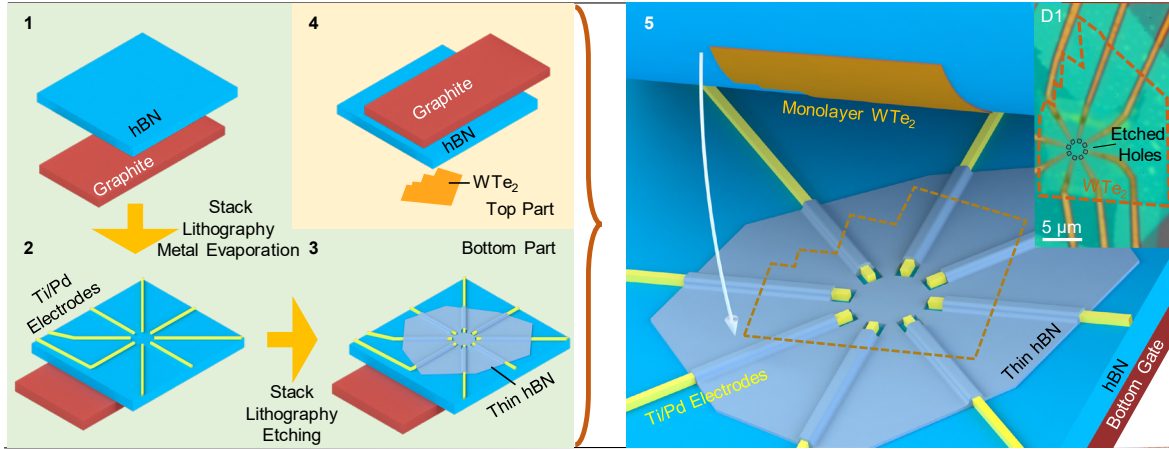 1
hBN
Graphite
Stack
Lithography
Metal Evaporation
2
Ti/Pd
Electrodes
Stack
Lithography
Etching
3
Bottom Part
Thin hBN
4
Graphite
hBN
WTe₂
Top Part
5
Monolayer WTe₂
Ti/Pd Electrodes
Thin hBN
hBN
Bottom Gate
D1
Etched
Holes
WTe₂
5 μm